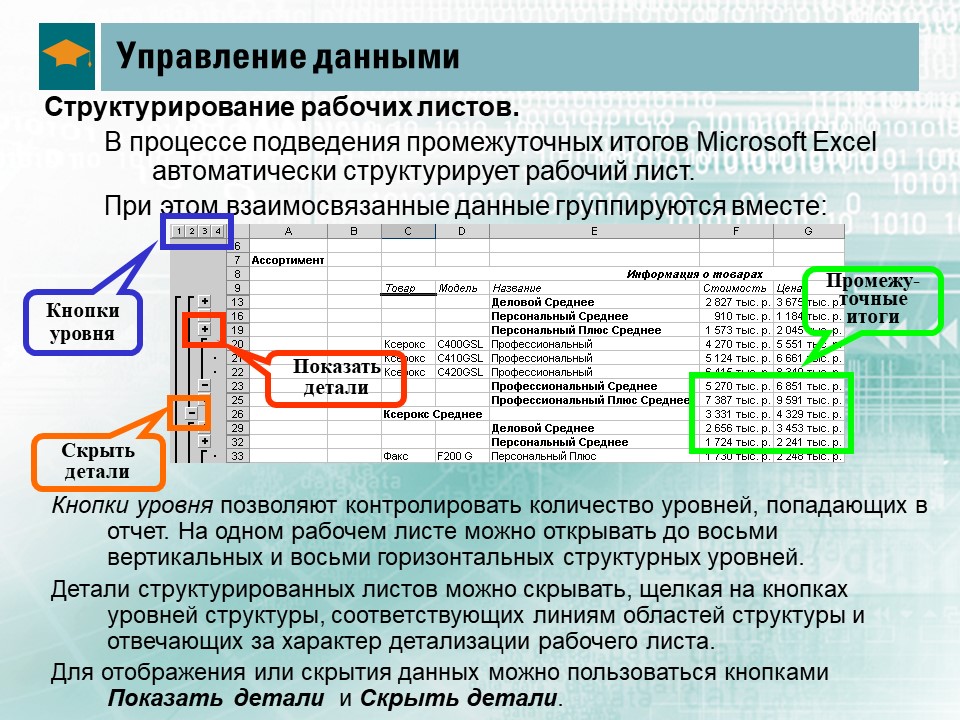 Управление данными
Структурирование рабочих листов.
В процессе подведения промежуточных итогов Microsoft Excel
автоматически структурирует рабочий лист.
При этом взаимосвязанные данные группируются вместе:
1 2 3 4 A B C D E F G
6
7 Ассортимент
8 Информация о товарах
9 Товар Модель Название Стоимость Цена
13 Деловой Среднее 2 827 тыс. р. 3 675 тыс. р.
16 Персональный Среднее 910 тыс. р. 1 184 тыс. р.
19 Персональный Плюс Среднее 1 573 тыс. р. 2 045 тыс. р.
20 Ксерокс C400GSL Профессиональный 4 270 тыс. р. 5 551 тыс. р.
21 Ксерокс C410GSL Профессиональный 5 124 тыс. р. 6 661 тыс. р.
22 Ксерокс C420GSL Профессиональный
23 Профессиональный Среднее 5 270 тыс. р. 6 851 тыс. р.
25 Профессиональный Плюс Среднее 7 387 тыс. р. 9 591 тыс. р.
26 Ксерокс Среднее 3 331 тыс. р. 4 329 тыс. р.
29 Деловой Среднее 2 656 тыс. р. 3 453 тыс. р.
32 Персональный Среднее 1 724 тыс. р. 2 241 тыс. р.
33 Факс F200 G Персональный Плюс 1 730 тыс. р. 2 248 тыс. р.
Кнопки
уровня
Показать
детали
Промежу-
точные
итоги
Скрыть
детали
Кнопки уровня позволяют контролировать количество уровней, попадающих в
отчет. На одном рабочем листе можно открывать до восьми
вертикальных и восьми горизонтальных структурных уровней.
Детали структурированных листов можно скрывать, щелкая на кнопках
уровней структуры, соответствующих линиям областей структуры и
отвечающих за характер детализации рабочего листа.
Для отображения или скрытия данных можно пользоваться кнопками
Показать детали и Скрыть детали.